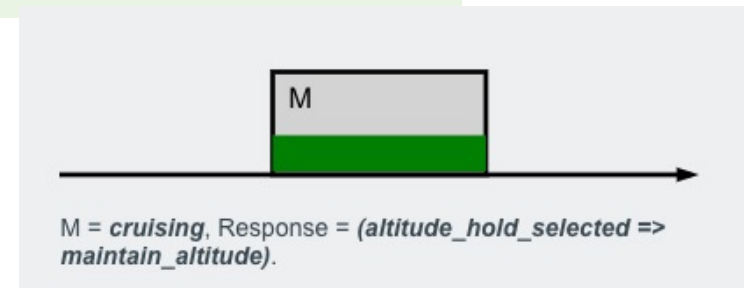 M
M = cruising, Response = (altitude_hold_selected =>
maintain_altitude).